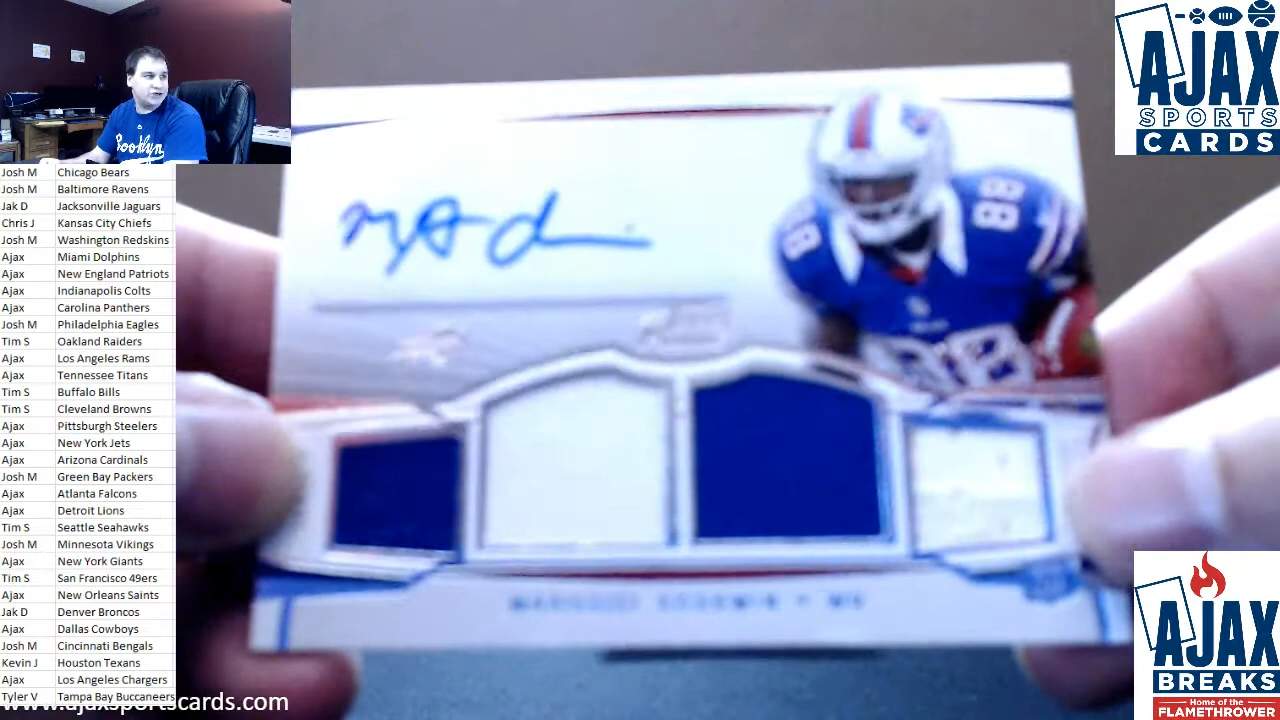 Brooklyn
AJAX
SPORTS
CARDS
88
88
Josh M Chicago Bears
Josh M Baltimore Ravens
Jak D Jacksonville Jaguars
Chris J Kansas City Chiefs
Josh M Washington Redskins
Ajax Miami Dolphins
Ajax New England Patriots
Ajax Indianapolis Colts
Ajax Carolina Panthers
Josh M Philadelphia Eagles
Tim S Oakland Raiders
Ajax Los Angeles Rams
Ajax Tennessee Titans
Tim S Buffalo Bills
Tim S Cleveland Browns
Ajax Pittsburgh Steelers
Ajax New York Jets
Ajax Arizona Cardinals
Josh M Green Bay Packers
Ajax Atlanta Falcons
Ajax Detroit Lions
Tim S Seattle Seahawks
Josh M Minnesota Vikings
Ajax New York Giants
Tim S San Francisco 49ers
Ajax New Orleans Saints
Jak D Denver Broncos
Ajax Dallas Cowboys
Josh M Cincinnati Bengals
Kevin J Houston Texans
Ajax Los Angeles Chargers
Tyler V Tampa Bay Buccaneers
www.ajaxsportscards.com
AJAX
BREAKS
Home of the
FLAMETHROWER